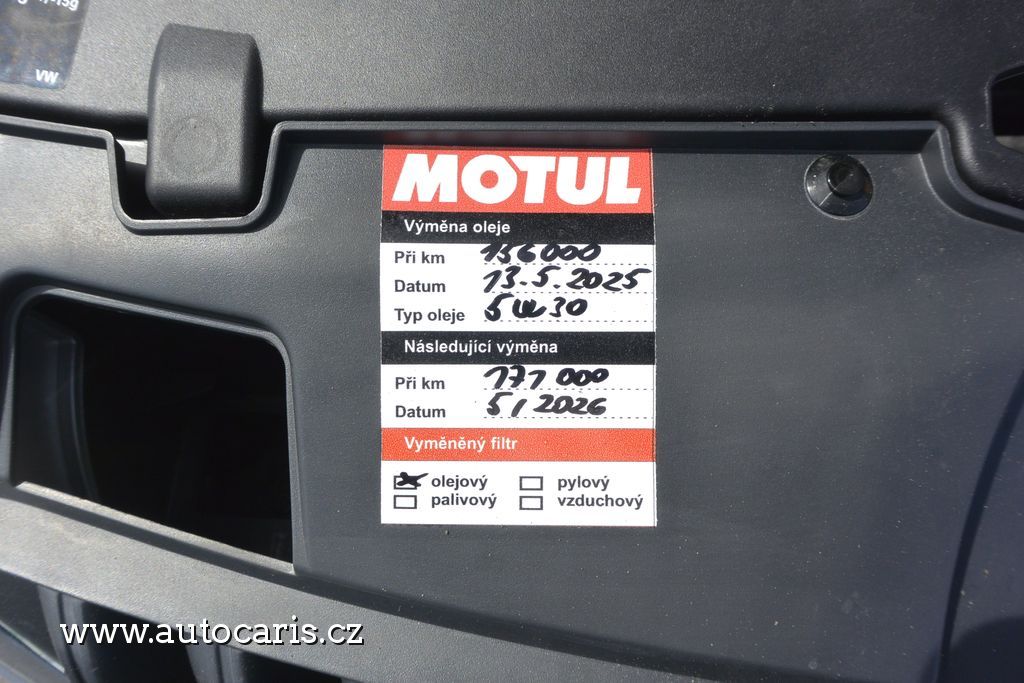 VW
MOTUL
Výměna oleje
Při km 156000
Datum 13.5.2025
Typ oleje 5W30
Následující výměna
Při km 171 000
Datum 5/2026
Vyměněný filtr
olejový pylový
palivový vzduchový
www.autocaris.cz